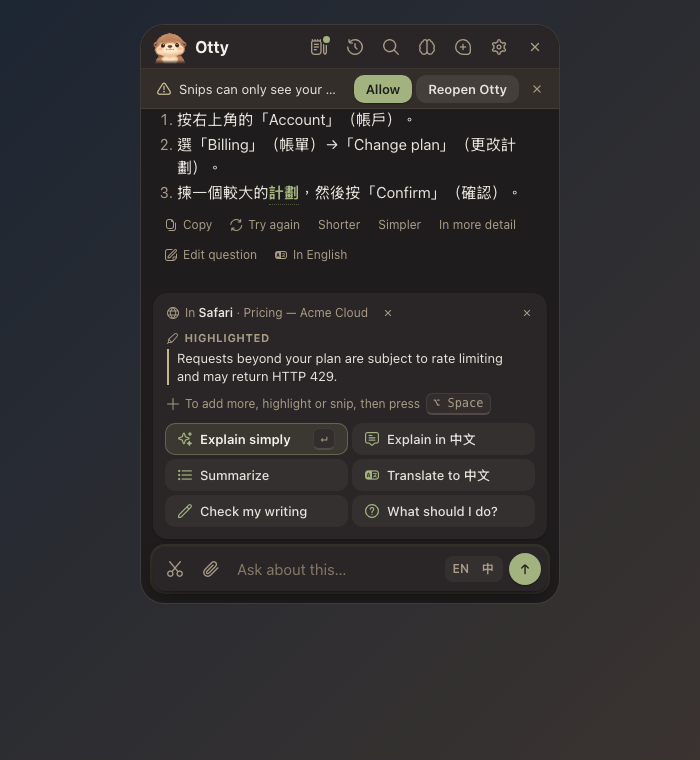 Otty
Snips can only see your ...
Allow
Reopen Otty
1. 按右上角的「Account」（帳戶）。
2. 選「Billing」（帳單）→「Change plan」（更改計
劃）。
3. 揀一個較大的計劃，然後按「Confirm」（確認）。
Copy Try again Shorter Simpler In more detail
Edit question In English
In Safari · Pricing — Acme Cloud
HIGHLIGHTED
Requests beyond your plan are subject to rate limiting
and may return HTTP 429.
To add more, highlight or snip, then press ⌥ Space
Explain simply ↵
Explain in 中文
Summarize
Translate to 中文
Check my writing
What should I do?
Ask about this...
EN 中